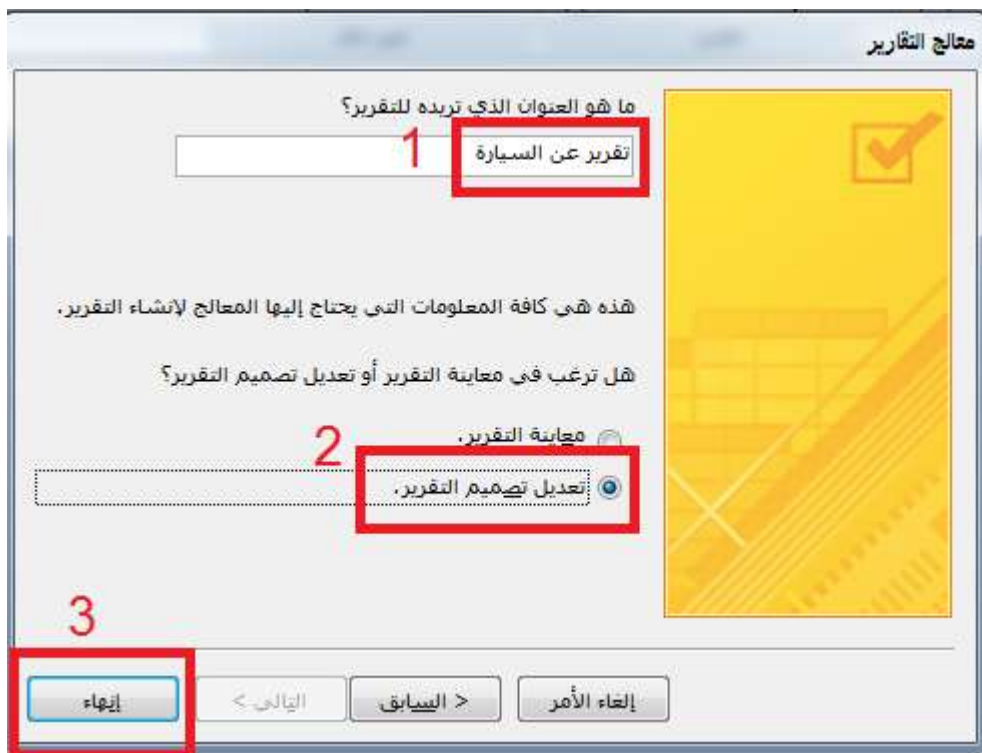 معالج التقارير
ما هو العنوان الذي تريده للتقرير؟
1
تقرير عن السيارة
هذه هي كافة المعلومات التي يحتاج إليها المعالج لإنشاء التقرير.
هل ترغب في معاينة التقرير أو تعديل تصميم التقرير؟
معاينة التقرير.
2
تعديل تصميم التقرير.
3
إلغاء الأمر
< السابق
التالي >
إنهاء